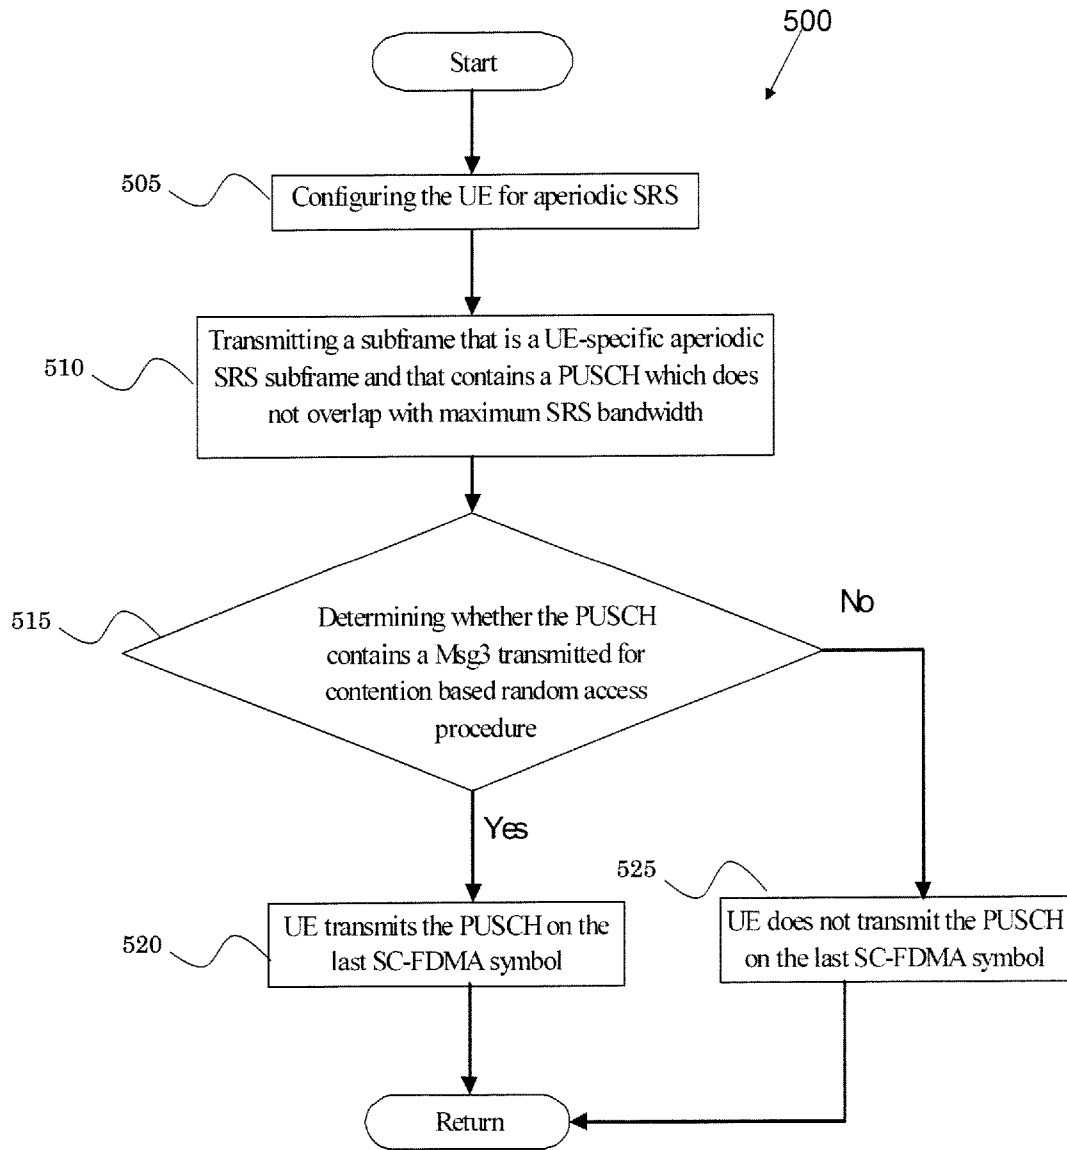 500
Start
505
Configuring the UE for aperiodic SRS
510
Transmitting a subframe that is a UE-specific aperiodic
SRS subframe and that contains a PUSCH which does
not overlap with maximum SRS bandwidth
515
Determining whether the PUSCH
contains a Msg3 transmitted for
contention based random access
procedure
No
Yes
520
UE transmits the PUSCH on the
last SC-FDMA symbol
525
UE does not transmit the PUSCH
on the last SC-FDMA symbol
Return